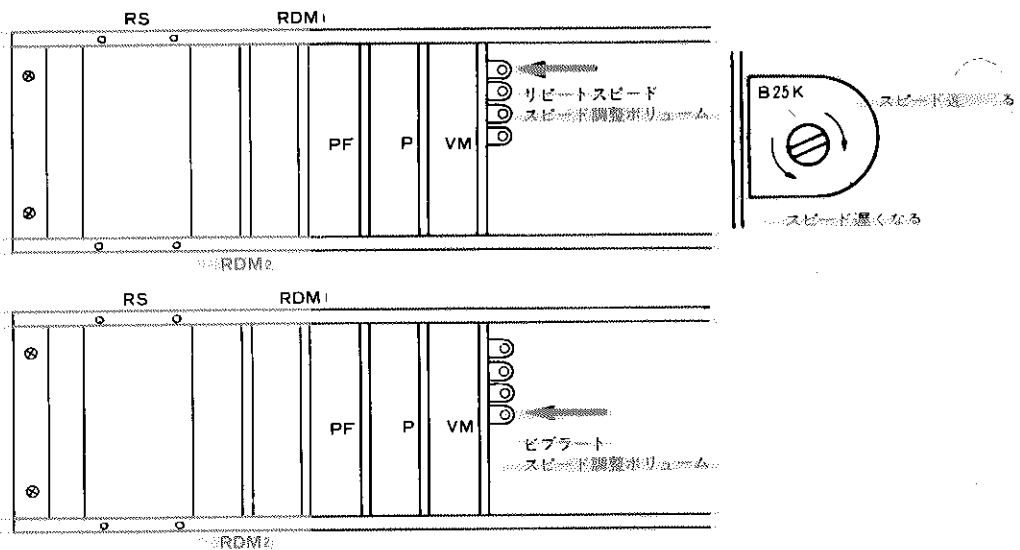 RS RDM1
リピートスピード
スピード調整ボリューム
PF P VM
RDM2
B25K
スピード
る
スピード遅くなる
RS RDM1
PF P VM
ビブラート
スピード調整ボリューム
RDM2